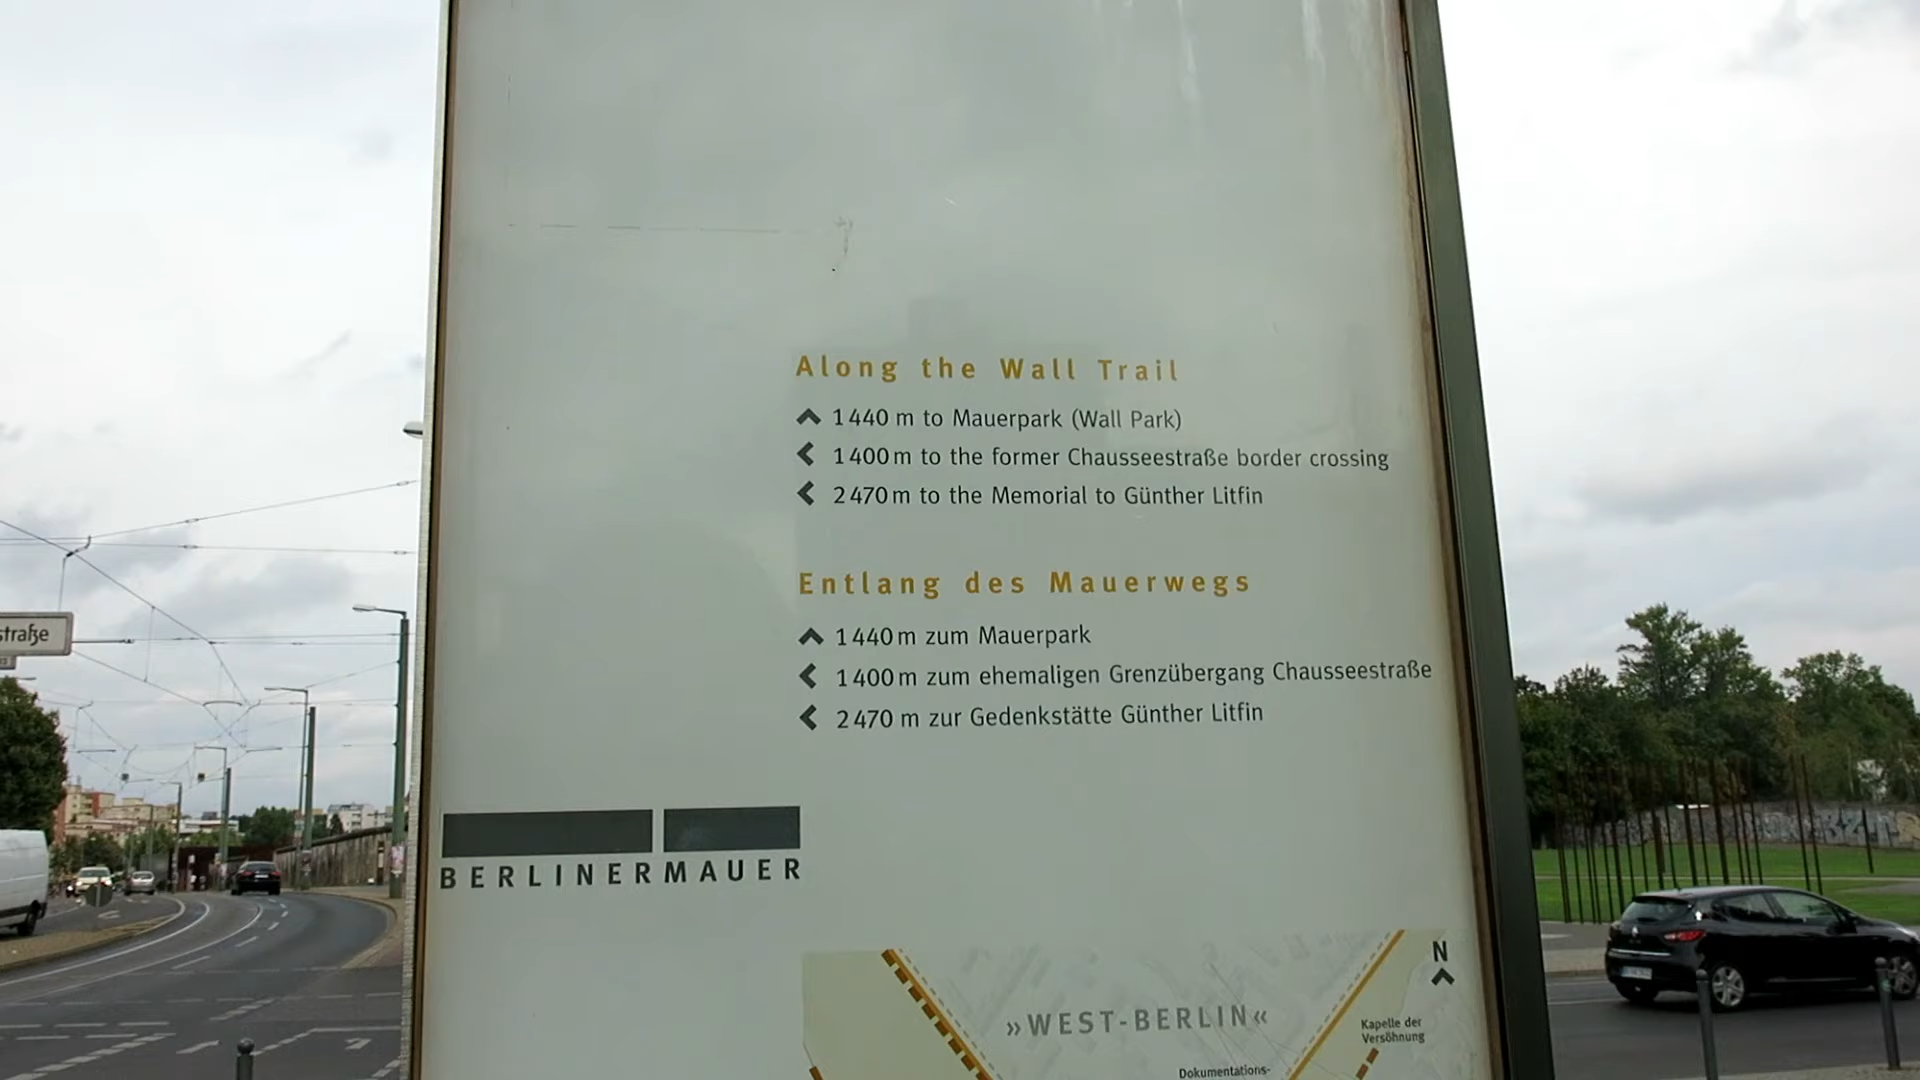 Along the Wall Trail
1440 m to Mauerpark (Wall Park)
1400 m to the former Chausseestraße border crossing
2470 m to the Memorial to Günther Litfin
Entlang des Mauerwegs
1440 m zum Mauerpark
1400 m zum ehemaligen Grenzübergang Chausseestraße
2470 m zur Gedenkstätte Günther Litfin
straße
BERLINERMAUER
N
»WEST-BERLIN«
Kapelle der
Versöhnung
Dokumentations-